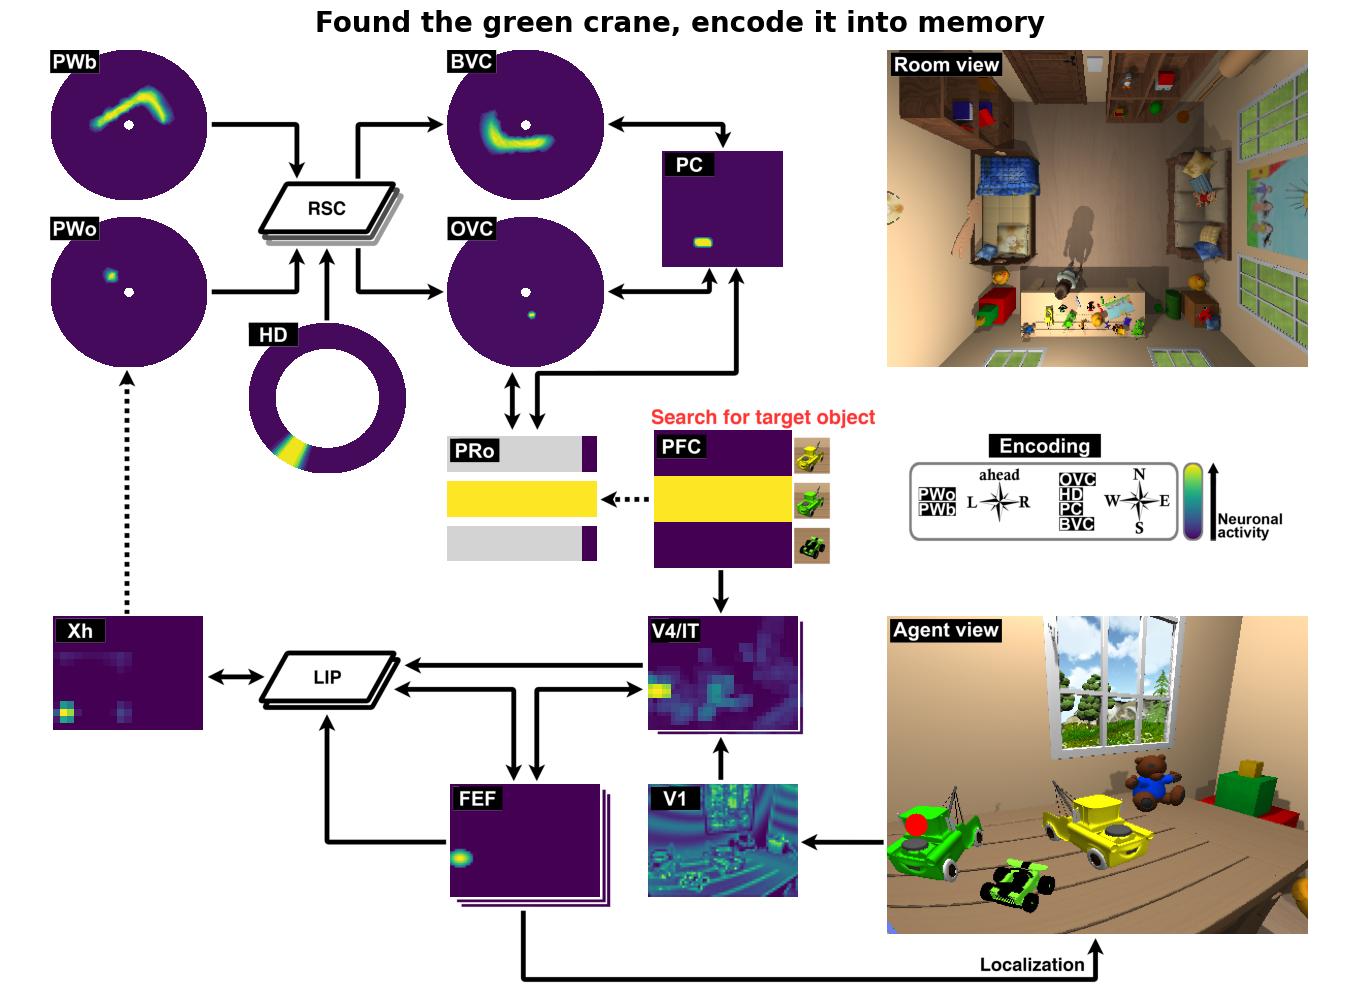 Found the green crane, encode it into memory
PWb
BVC
Room view
PC
RSC
PWo
OVC
HD
Search for target object
PRo
PFC
Encoding
ahead
L
R
PWo
PWb
OVC
HD
PC
BVC
N
W
E
S
Neuronal
activity
Xh
LIP
V4/IT
Agent view
FEF
V1
Localization